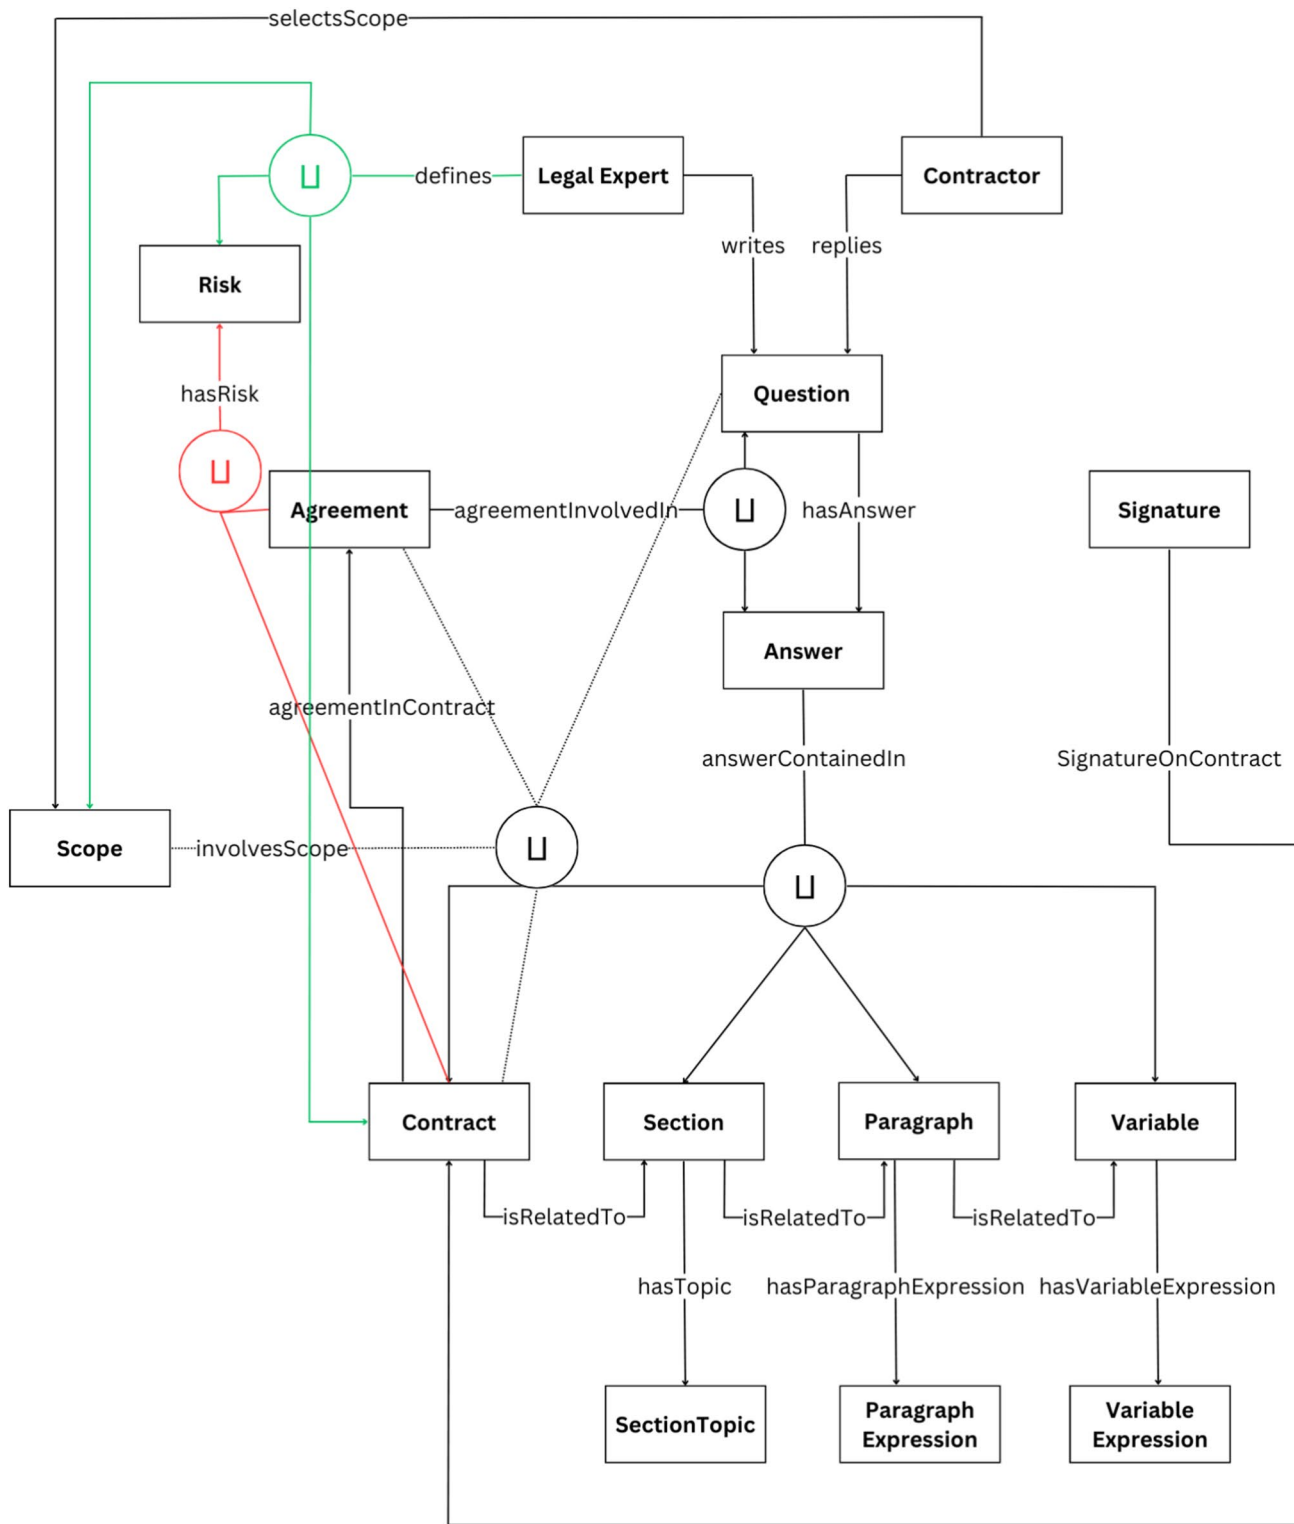 selectsScope
⊔
defines
Legal Expert
Contractor
writes
replies
Risk
hasRisk
Question
⊔
Agreement
agreementInvolvedIn
⊔
hasAnswer
Signature
Answer
agreementInContract
answerContainedIn
SignatureOnContract
Scope
involvesScope
⊔
⊔
Contract
Section
Paragraph
Variable
isRelatedTo
isRelatedTo
isRelatedTo
hasTopic
hasParagraphExpression
hasVariableExpression
SectionTopic
Paragraph
Expression
Variable
Expression